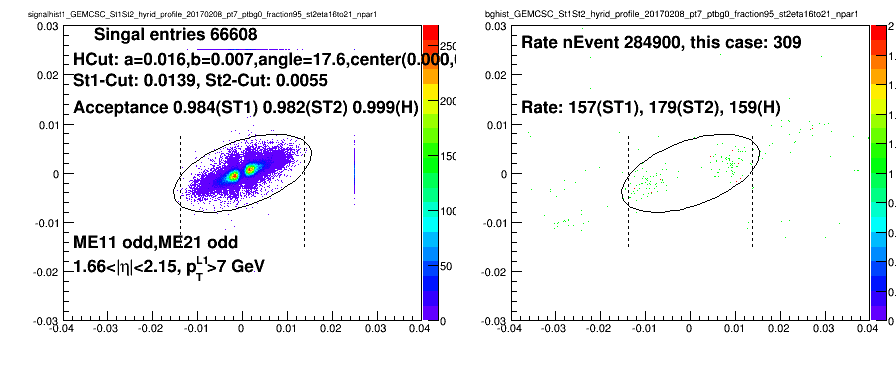 signalhist1_GEMCSC_St1St2_hyrid_profile_20170208_pt7_ptbg0_fraction95_st2eta16to21_npar1
Singal entries 66608
HCut: a=0.016,b=0.007,angle=17.6,center(0.000,
St1-Cut: 0.0139, St2-Cut: 0.0055
Acceptance 0.984(ST1) 0.982(ST2) 0.999(H)
ME11 odd,ME21 odd
1.66<|η|<2.15, p_T^L1>7 GeV
0.03
0.02
0.01
0
-0.01
-0.02
-0.03
-0.04 -0.03 -0.02 -0.01 0 0.01 0.02 0.03 0.04
250
200
150
100
50
0
bghist_GEMCSC_St1St2_hyrid_profile_20170208_pt7_ptbg0_fraction95_st2eta16to21_npar1
Rate nEvent 284900, this case: 309
Rate: 157(ST1), 179(ST2), 159(H)
0.03
0.02
0.01
0
-0.01
-0.02
-0.03
-0.04 -0.03 -0.02 -0.01 0 0.01 0.02 0.03 0.04